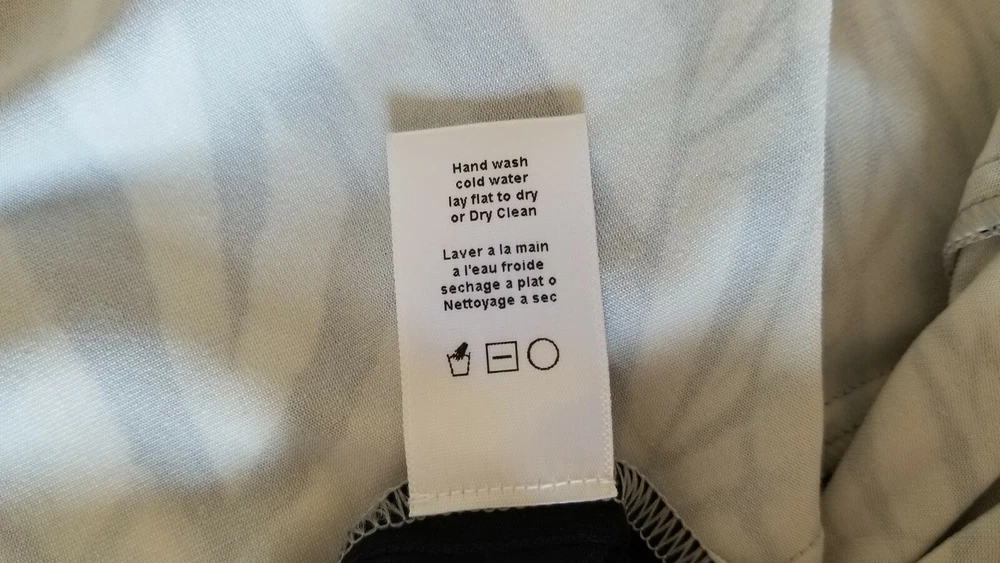 Hand wash
cold water
lay flat to dry
or Dry Clean
Laver a la main
a l'eau froide
sechage a plat o
Nettoyage a sec